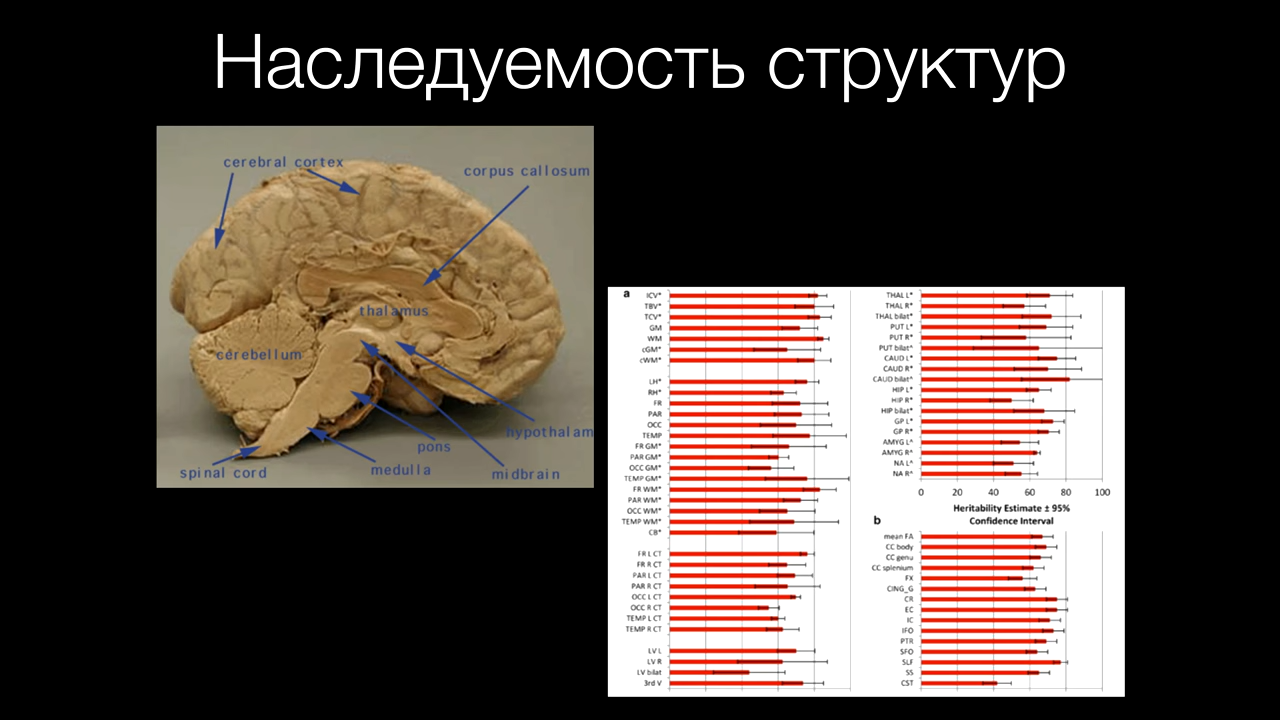 Наследуемость структур
cerebral cortex
corpus callosum
thalamus
cerebellum
hypothalam
pons
spinal cord
medulla
midbrain
a
ICV*
TBV*
TCV*
GM
WM
cGM*
cWM*
LH*
RH*
FR
PAR
OCC
TEMP
FR GM*
PAR GM*
OCC GM*
TEMP GM*
FR WM*
PAR WM*
OCC WM*
TEMP WM*
CB*
FR L CT
FR R CT
PAR L CT
PAR R CT
OCC L CT
OCC R CT
TEMP L CT
TEMP R CT
LV L
LV R
LV bilat
3rd V
THAL L*
THAL R*
THAL bilat*
PUT L*
PUT R*
PUT bilat^
CAUD L*
CAUD R*
CAUD bilat^
HIP L*
HIP R*
HIP bilat*
GP L*
GP R*
AMYG L^
AMYG R^
NA L^
NA R^
0 20 40 60 80 100
Heritability Estimate ± 95%
Confidence Interval
b
mean FA
CC body
CC genu
CC splenium
FX
CING_G
CR
EC
IC
IFO
PTR
SFO
SLF
SS
CST